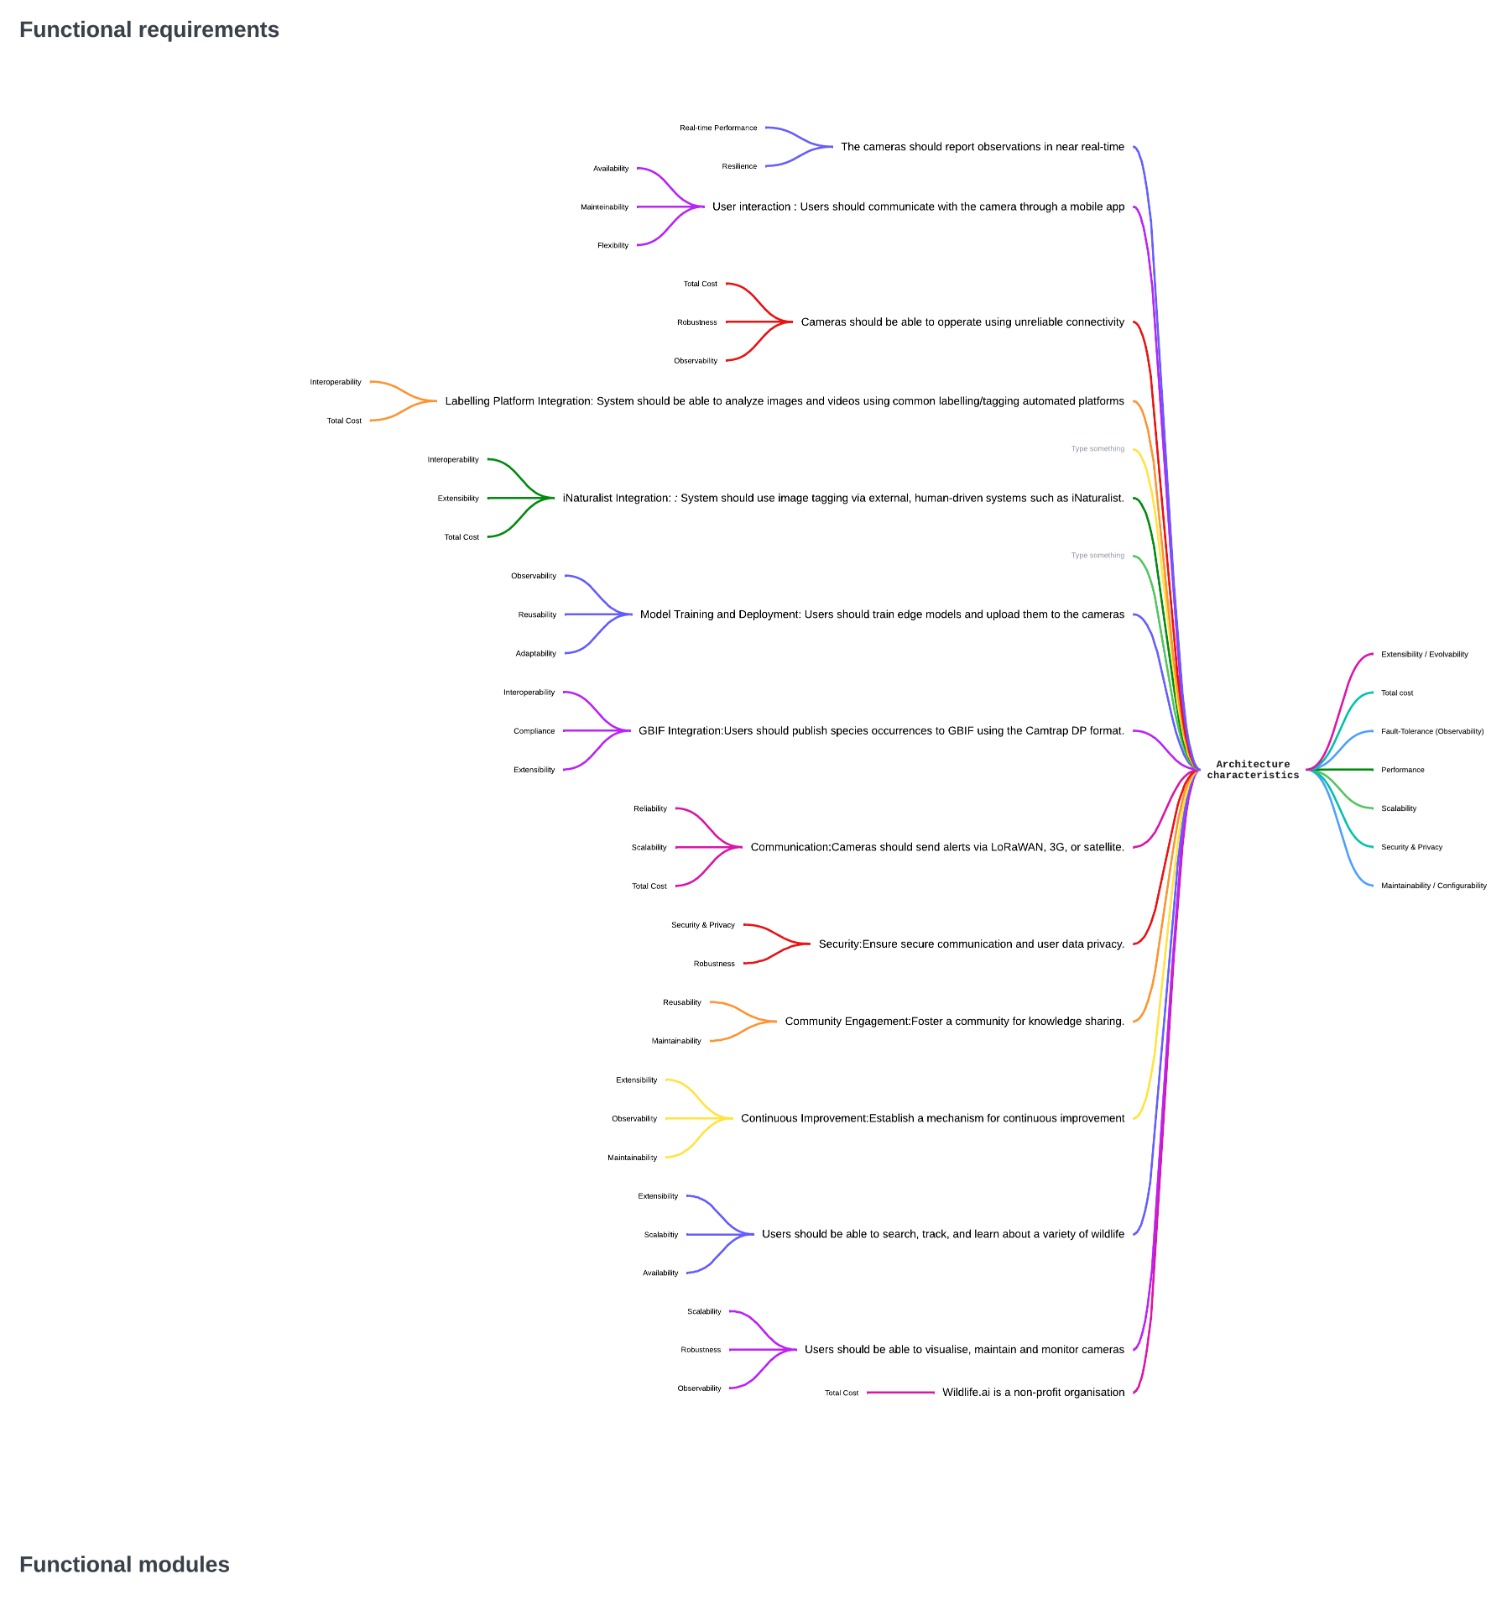 Functional requirements
Real-time Performance
Resilience
The cameras should report observations in near real-time
Availability
Mainteinability
Flexibility
User interaction : Users should communicate with the camera through a mobile app
Total Cost
Robustness
Observability
Cameras should be able to opperate using unreliable connectivity
Interoperability
Total Cost
Labelling Platform Integration: System should be able to analyze images and videos using common labelling/tagging automated platforms
Type something
Interoperability
Extensibility
Total Cost
iNaturalist Integration: : System should use image tagging via external, human-driven systems such as iNaturalist.
Type something
Observability
Reusability
Adaptability
Model Training and Deployment: Users should train edge models and upload them to the cameras
Interoperability
Compliance
Extensibility
GBIF Integration:Users should publish species occurrences to GBIF using the Camtrap DP format.
Reliability
Scalability
Total Cost
Communication:Cameras should send alerts via LoRaWAN, 3G, or satellite.
Security & Privacy
Robustness
Security:Ensure secure communication and user data privacy.
Reusability
Maintainability
Community Engagement:Foster a community for knowledge sharing.
Extensibility
Observability
Maintainability
Continuous Improvement:Establish a mechanism for continuous improvement
Extensibility
Scalabiltiy
Availability
Users should be able to search, track, and learn about a variety of wildlife
Scalability
Robustness
Observability
Users should be able to visualise, maintain and monitor cameras
Total Cost
Wildlife.ai is a non-profit organisation
Architecture
characteristics
Extensibility / Evolvability
Total cost
Fault-Tolerance (Observability)
Performance
Scalability
Security & Privacy
Maintainability / Configurability
Functional modules